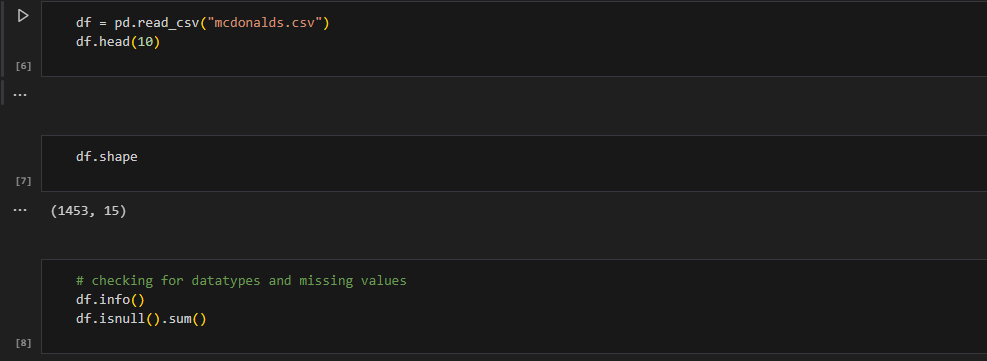 df = pd.read_csv("mcdonalds.csv")
df.head(10)
[6]
...
df.shape
[7]
...
(1453, 15)
# checking for datatypes and missing values
df.info()
df.isnull().sum()
[8]